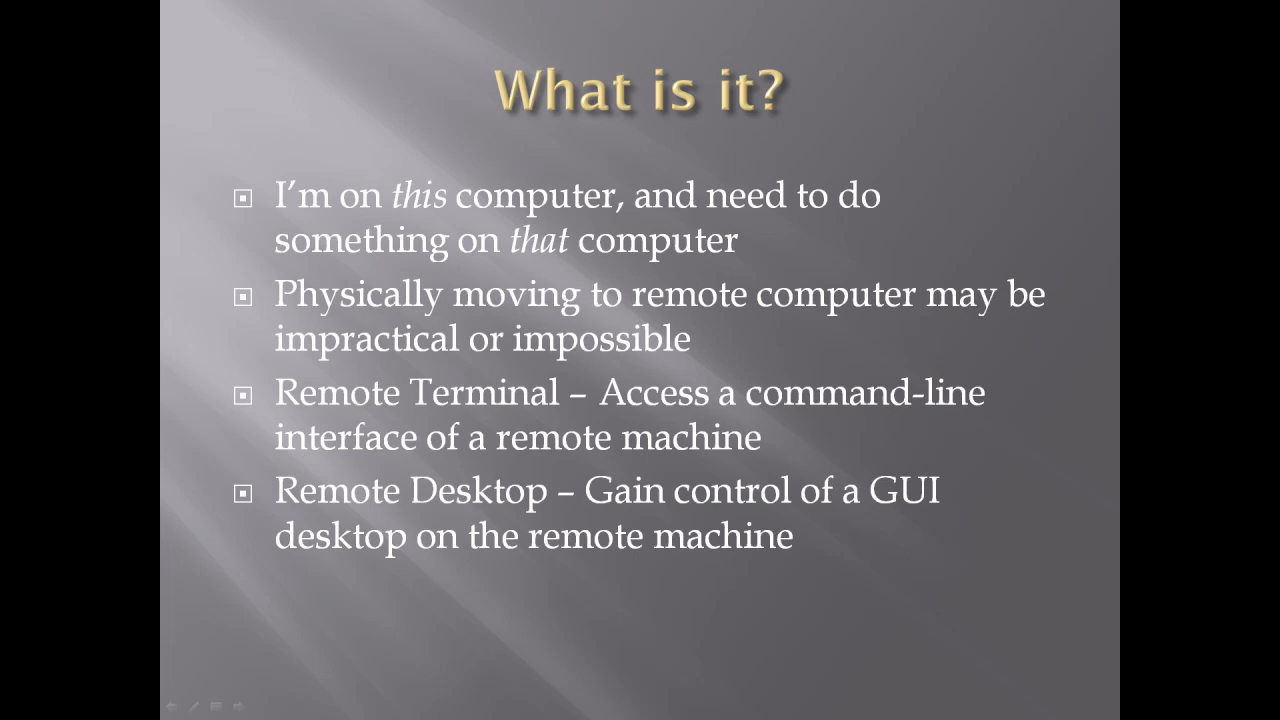 What is it?
I’m on this computer, and need to do
something on that computer
Physically moving to remote computer may be
impractical or impossible
Remote Terminal – Access a command-line
interface of a remote machine
Remote Desktop – Gain control of a GUI
desktop on the remote machine